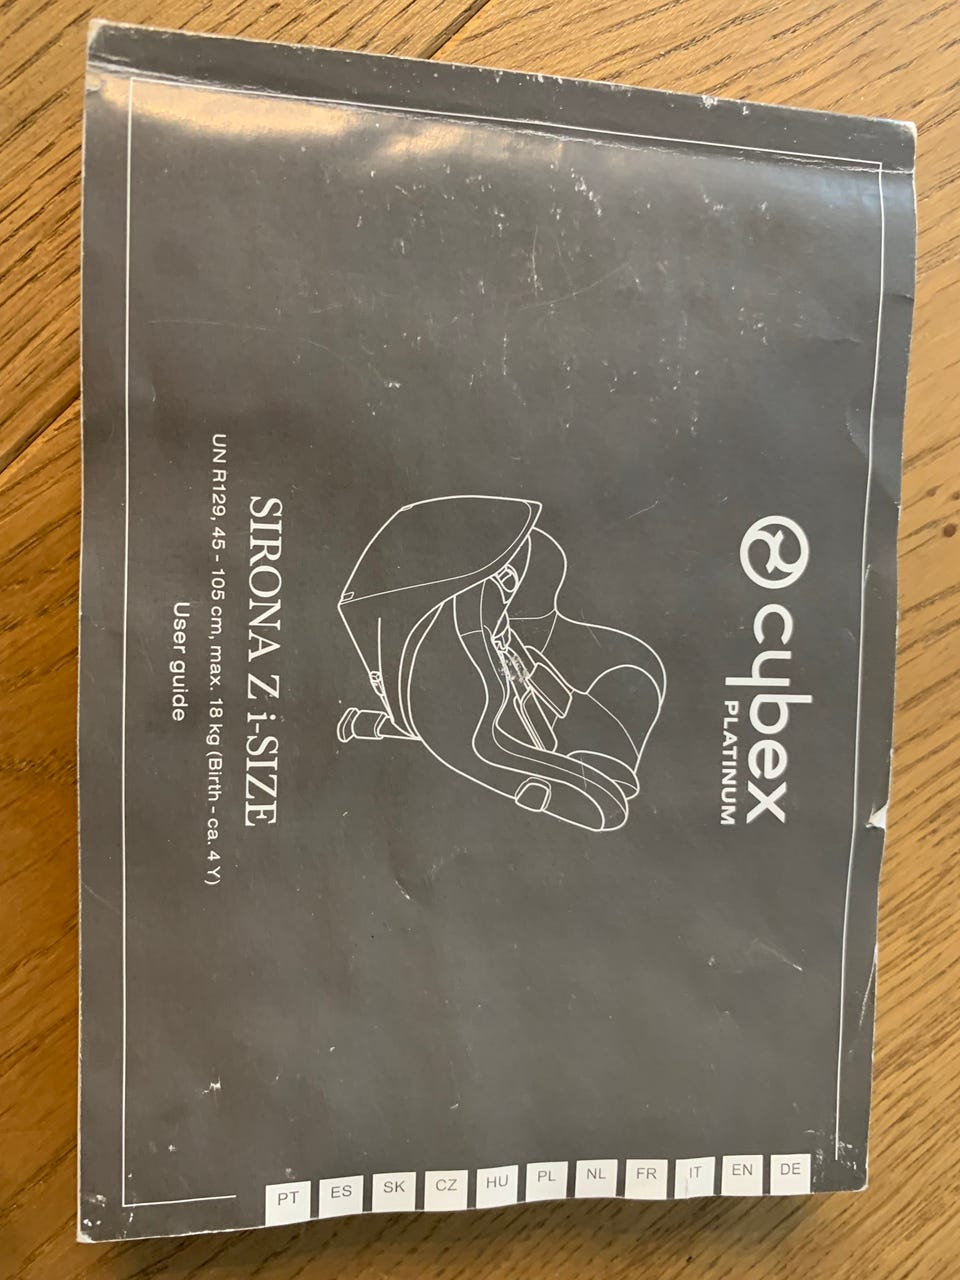 cybex
PLATINUM
SIRONA Z i-SIZE
UN R129, 45 - 105 cm, max. 18 kg (Birth - ca. 4 Y)
User guide
DE
EN
IT
FR
NL
PL
HU
CZ
SK
ES
PT